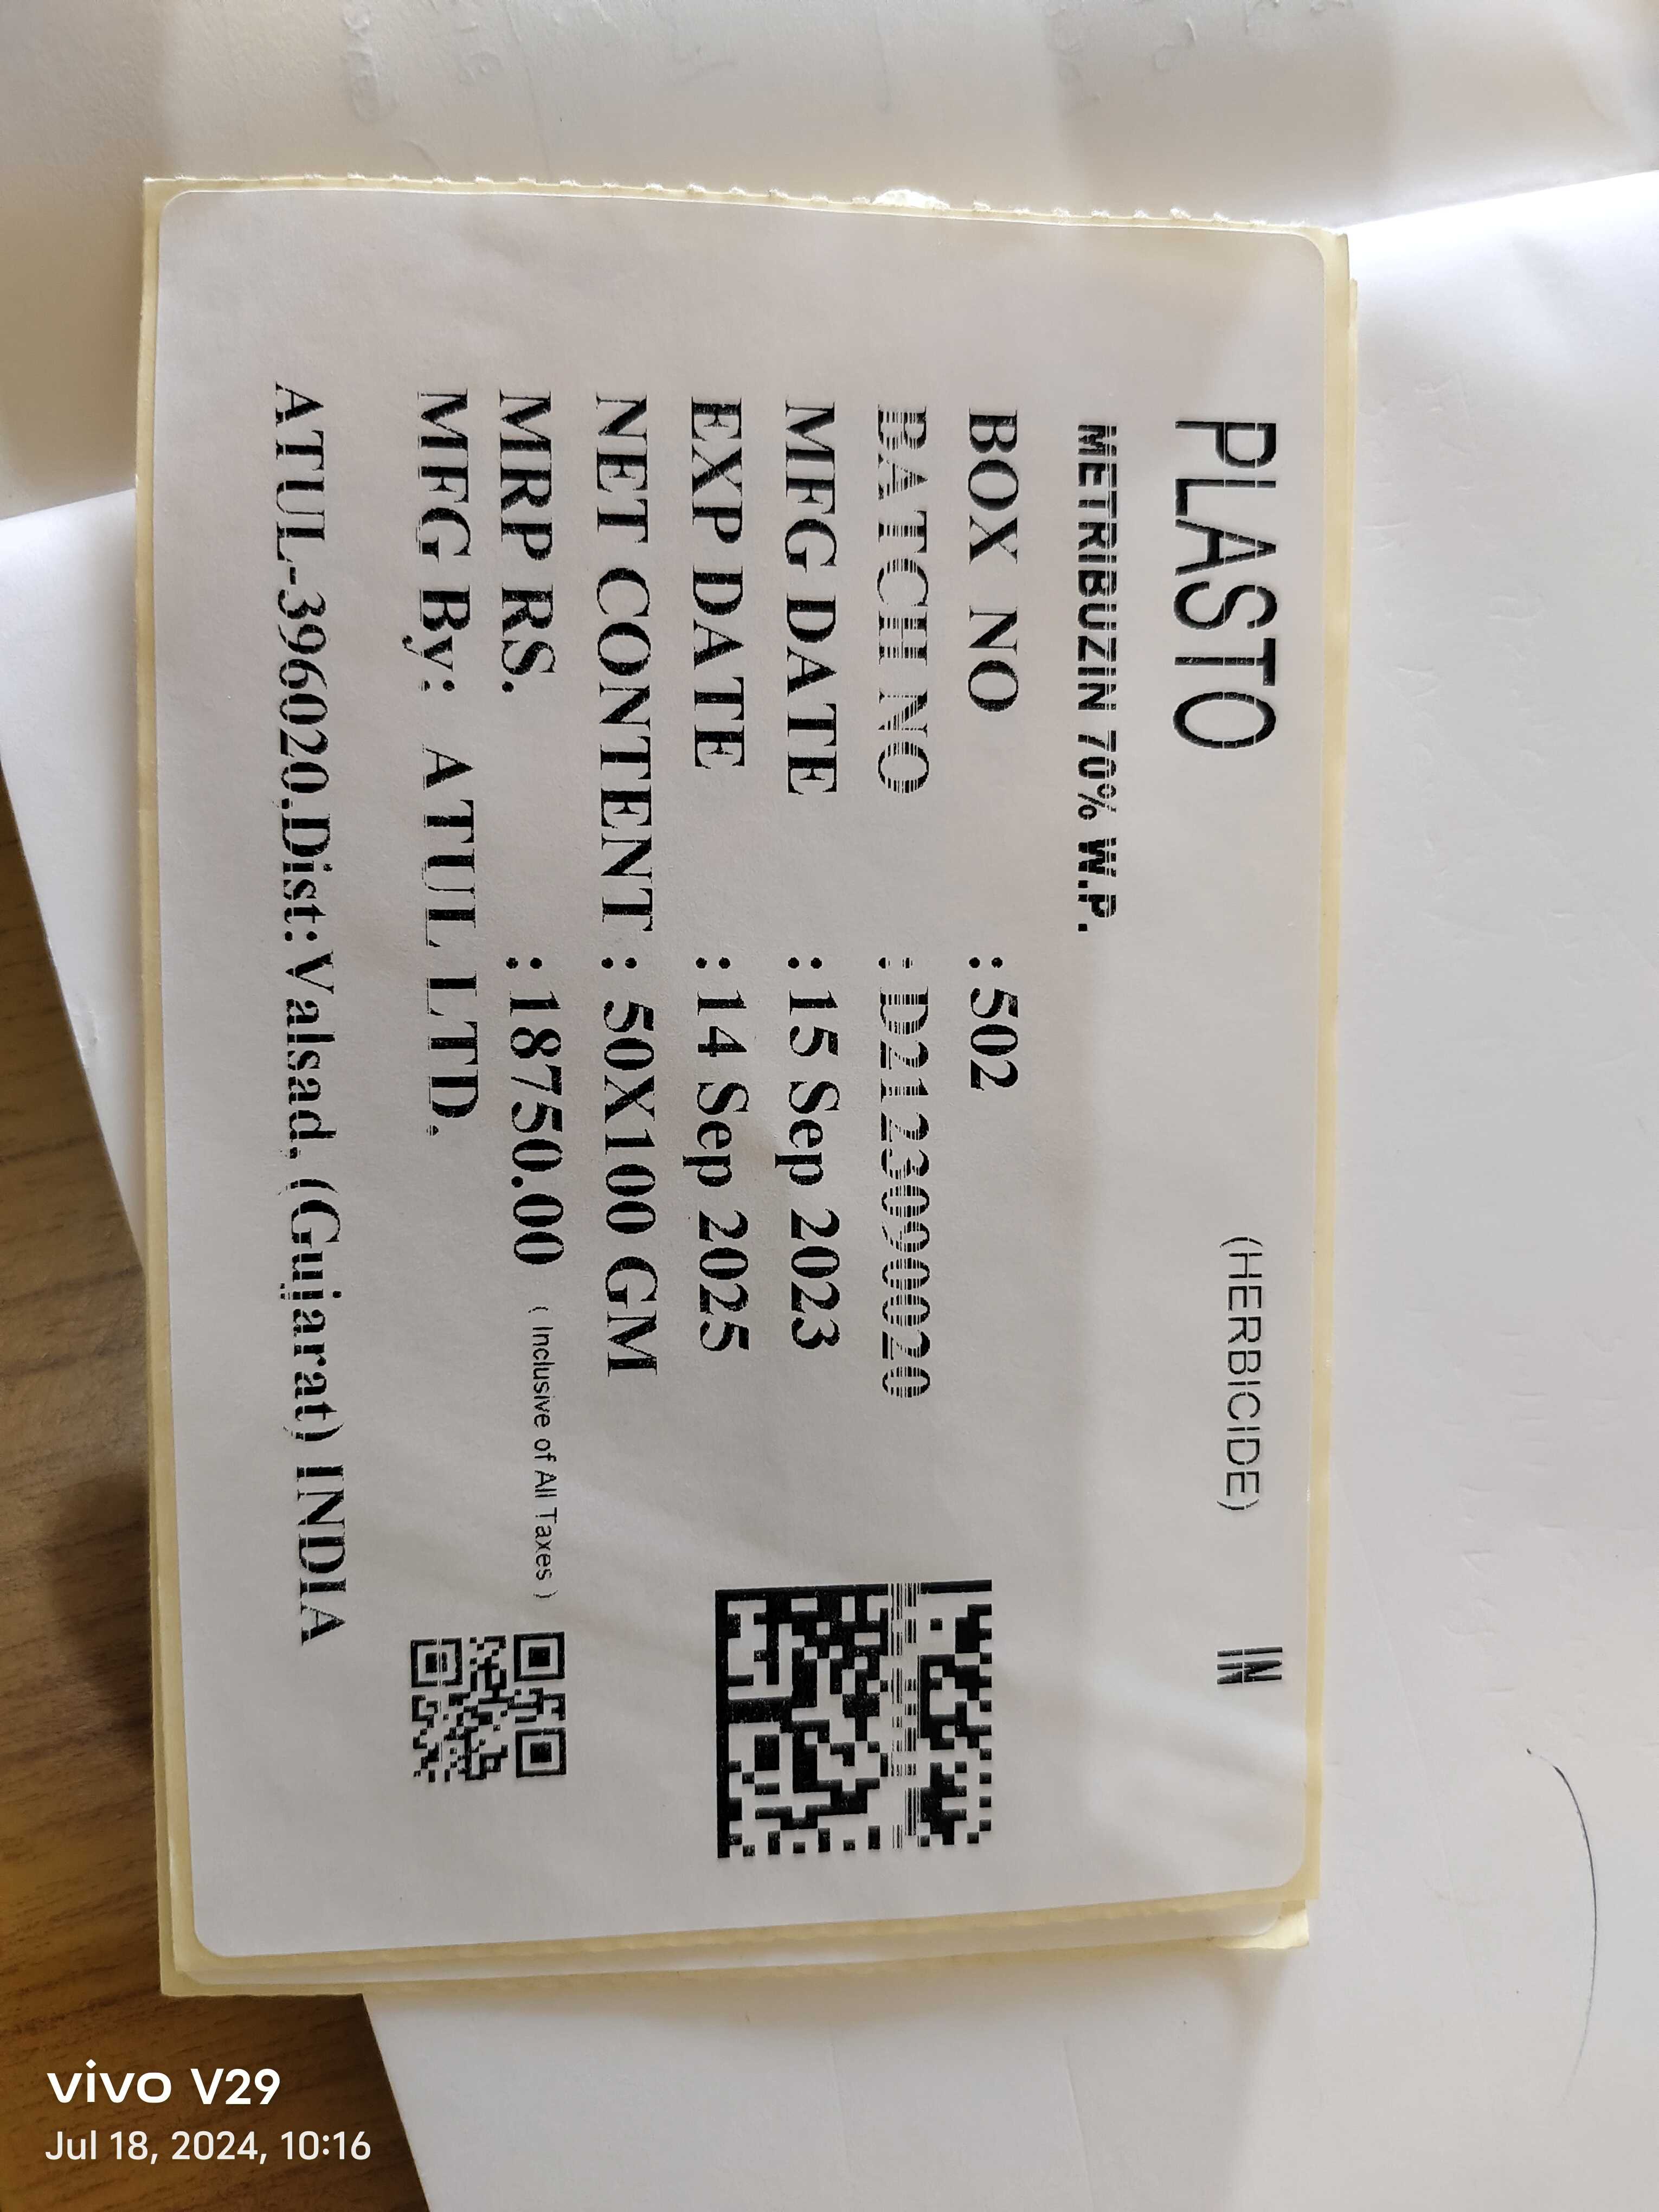 PLASTO (HERBICIDE) IN
METRIBUZIN 70% W.P.
BOX NO :502
BATCH NO :D2123090020
MFG DATE :15 Sep 2023
EXP DATE :14 Sep 2025
NET CONTENT : 50X100 GM
MRP RS. :18750.00 ( Inclusive of All Taxes )
MFG By: ATUL LTD.
ATUL-396020.Dist:Valsad. (Gujarat) INDIA
vivo V29
Jul 18, 2024, 10:16